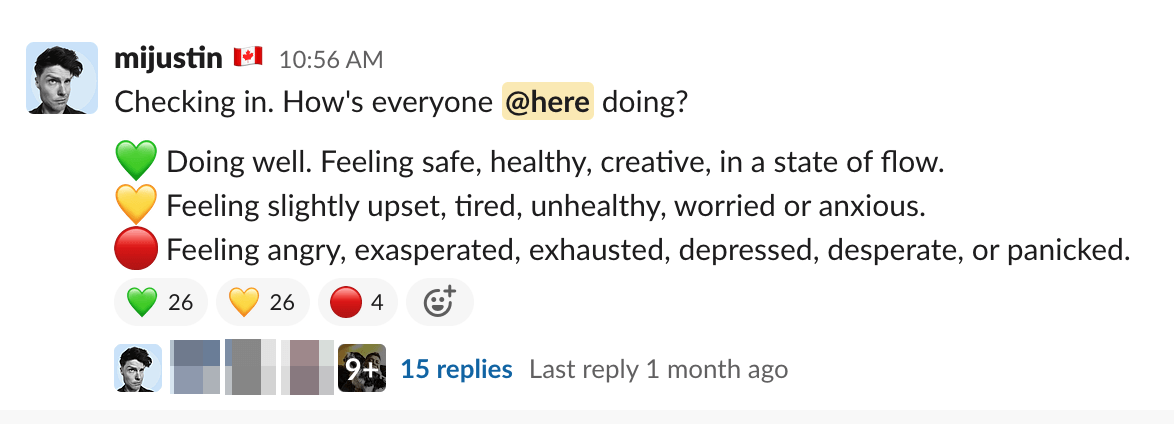 mijustin 🇨🇦 10:56 AM
Checking in. How's everyone @here doing?
💚 Doing well. Feeling safe, healthy, creative, in a state of flow.
💛 Feeling slightly upset, tired, unhealthy, worried or anxious.
🔴 Feeling angry, exasperated, exhausted, depressed, desperate, or panicked.
💚 26 💛 26 🔴 4
9+ 15 replies Last reply 1 month ago